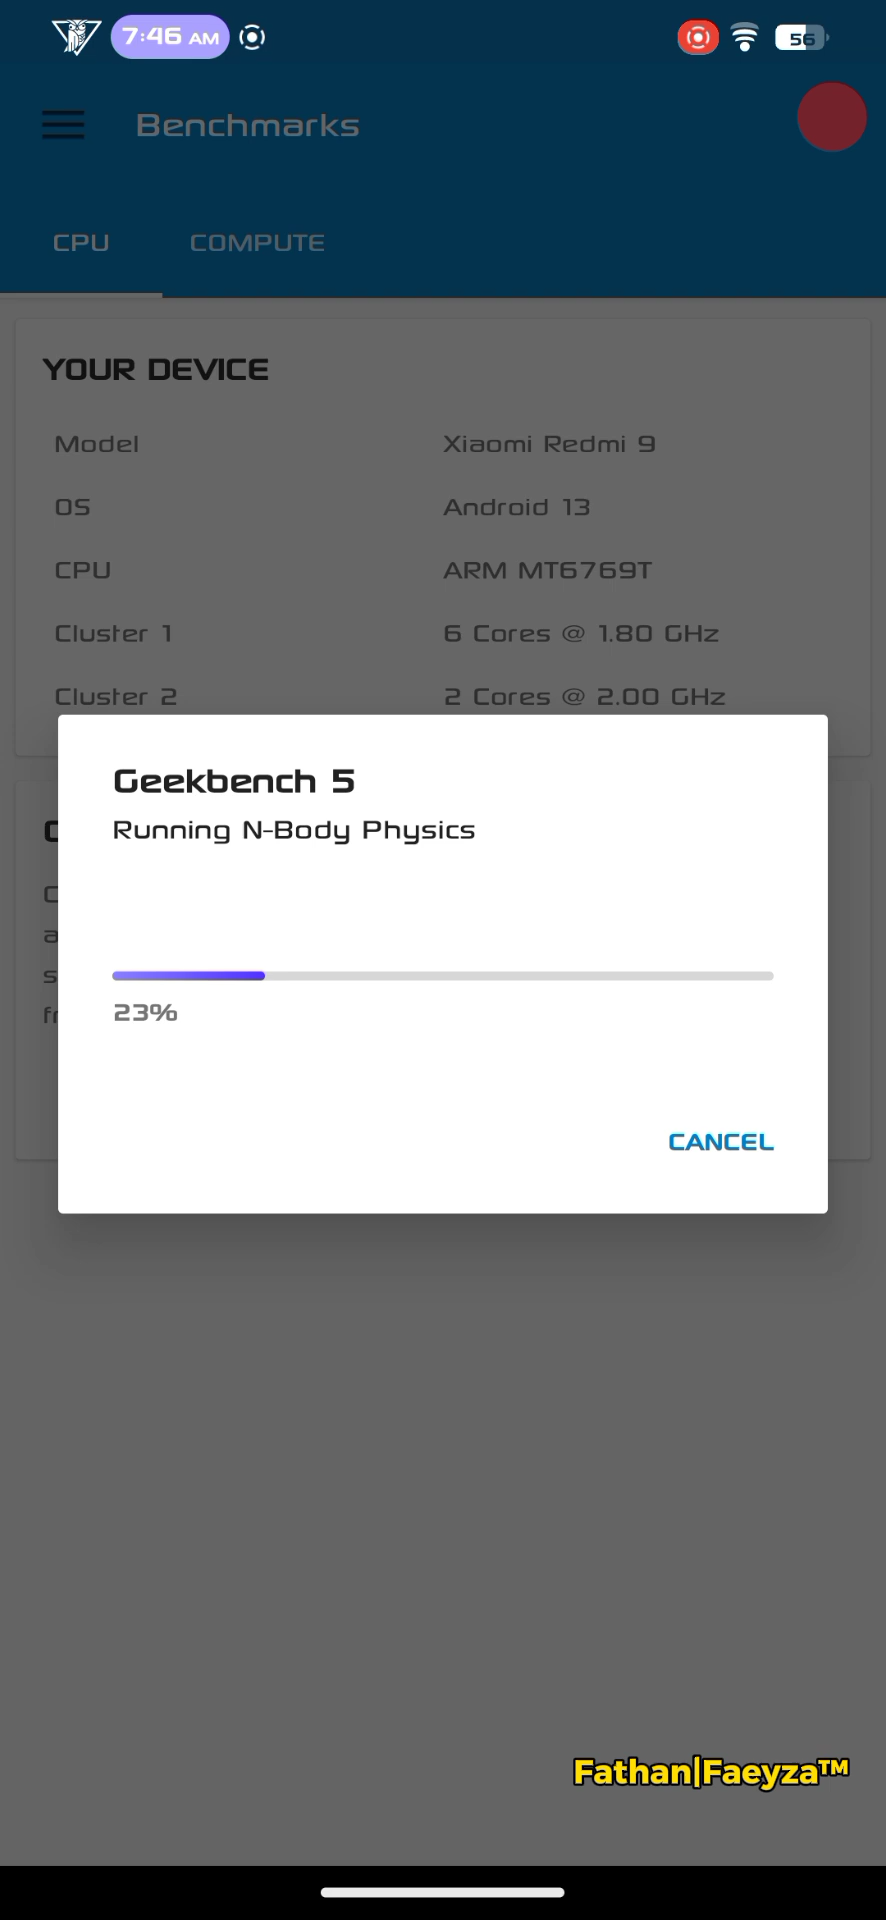 7:46 AM
56
Benchmarks
CPU COMPUTE
YOUR DEVICE
Model Xiaomi Redmi 9
OS Android 13
CPU ARM MT6769T
Cluster 1 6 Cores @ 1.80 GHz
Cluster 2 2 Cores @ 2.00 GHz
Geekbench 5
Running N-Body Physics
23%
CANCEL
Fathan|Faeyza™